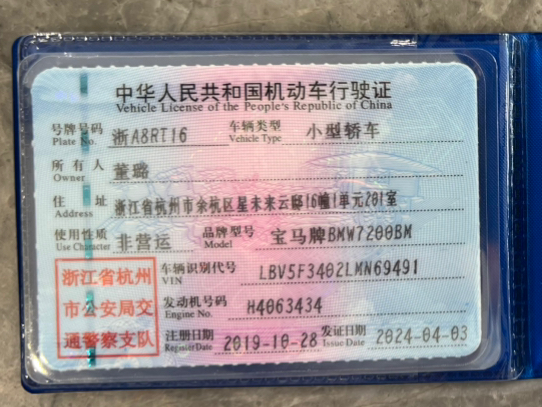 中华人民共和国机动车行驶证
Vehicle License of the People's Republic of China
号牌号码 浙A8RT16 车辆类型 小型轿车
Plate No. Vehicle Type
所有人 董璐
Owner
住址 浙江省杭州市余杭区星未来云邸16幢1单元201室
Address
使用性质 非营运 品牌型号 宝马牌BMW7200BM
Use Character Model
浙江省杭州
市公安局交
通警察支队
车辆识别代号 LBV5F3402LMN69491
VIN
发动机号码 H4063434
Engine No.
注册日期 2019-10-28 发证日期 2024-04-03
Register Date Issue Date